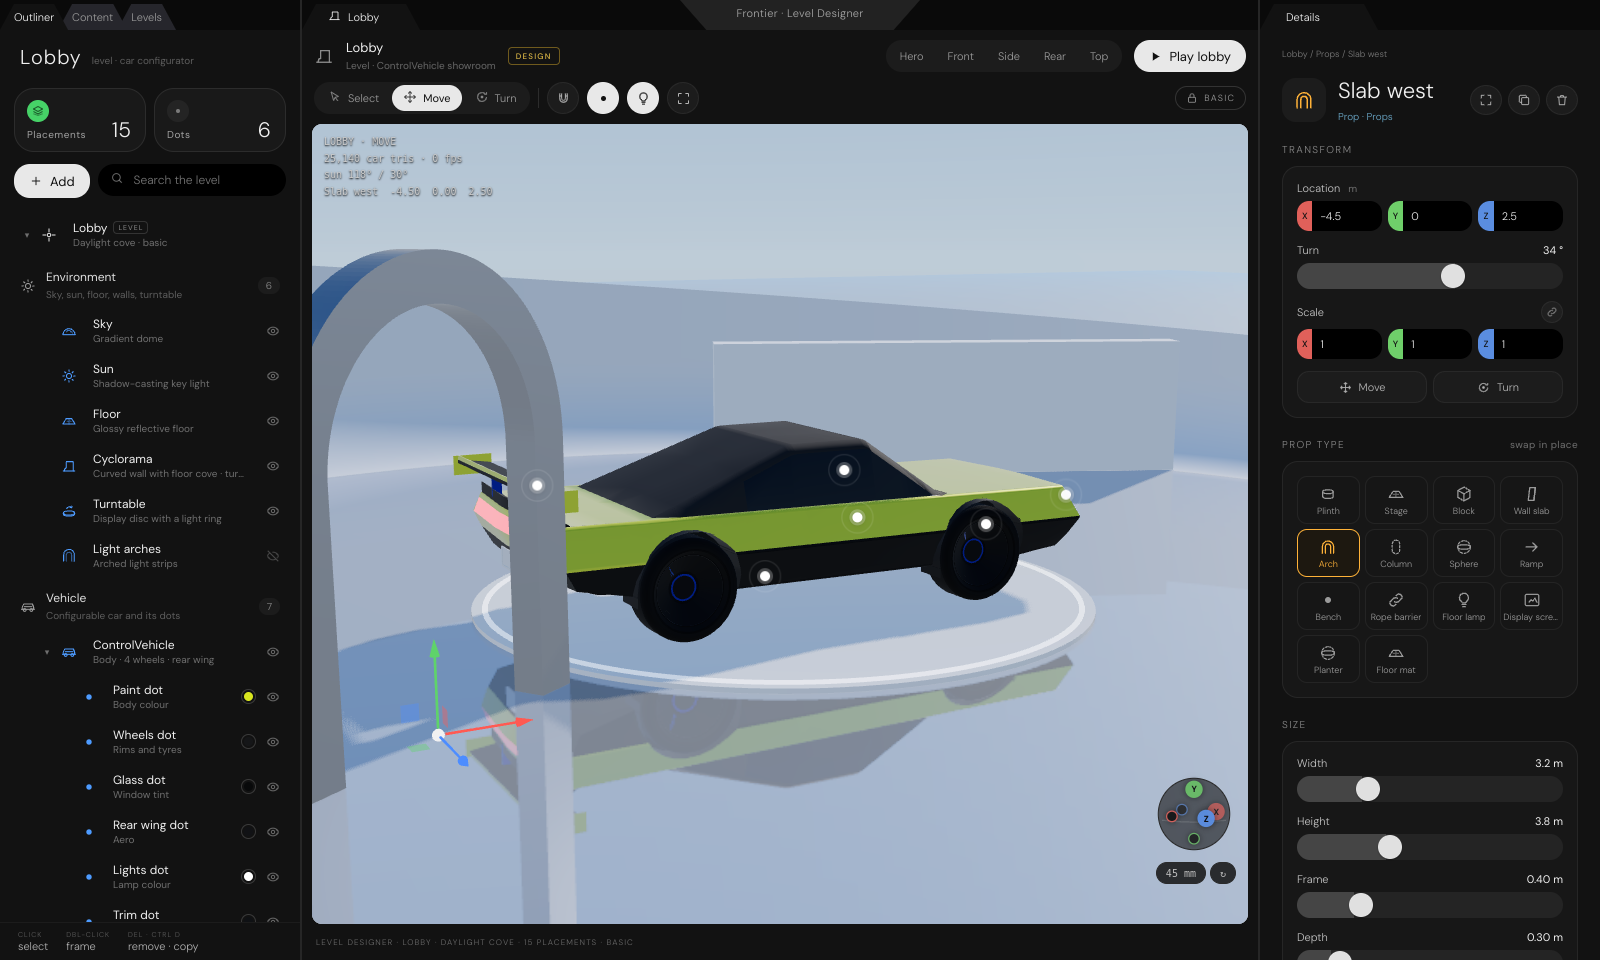 Outliner
Content
Levels
Lobby
level · car configurator
Placements
15
Dots
6
Add
Search the level
Lobby
LEVEL
Daylight cove · basic
Environment
Sky, sun, floor, walls, turntable
6
Sky
Gradient dome
Sun
Shadow-casting key light
Floor
Glossy reflective floor
Cyclorama
Curved wall with floor cove · tur...
Turntable
Display disc with a light ring
Light arches
Arched light strips
Vehicle
Configurable car and its dots
7
ControlVehicle
Body · 4 wheels · rear wing
Paint dot
Body colour
Wheels dot
Rims and tyres
Glass dot
Window tint
Rear wing dot
Aero
Lights dot
Lamp colour
Trim dot
CLICK
select
DBL-CLICK
frame
DEL · CTRL D
remove · copy
Lobby
Frontier · Level Designer
Lobby
Level · ControlVehicle showroom
DESIGN
Hero
Front
Side
Rear
Top
Play lobby
Select
Move
Turn
BASIC
LOBBY · MOVE
25,140 car tris · 0 fps
sun 118° / 30°
Slab west -4.50 0.00 2.50
Y
X
Z
45 mm
LEVEL DESIGNER · LOBBY · DAYLIGHT COVE · 15 PLACEMENTS · BASIC
Details
Lobby / Props / Slab west
Slab west
Prop · Props
TRANSFORM
Location m
X -4.5
Y 0
Z 2.5
Turn
34 °
Scale
X 1
Y 1
Z 1
Move
Turn
PROP TYPE
swap in place
Plinth
Stage
Block
Wall slab
Arch
Column
Sphere
Ramp
Bench
Rope barrier
Floor lamp
Display scre...
Planter
Floor mat
SIZE
Width
3.2 m
Height
3.8 m
Frame
0.40 m
Depth
0.30 m